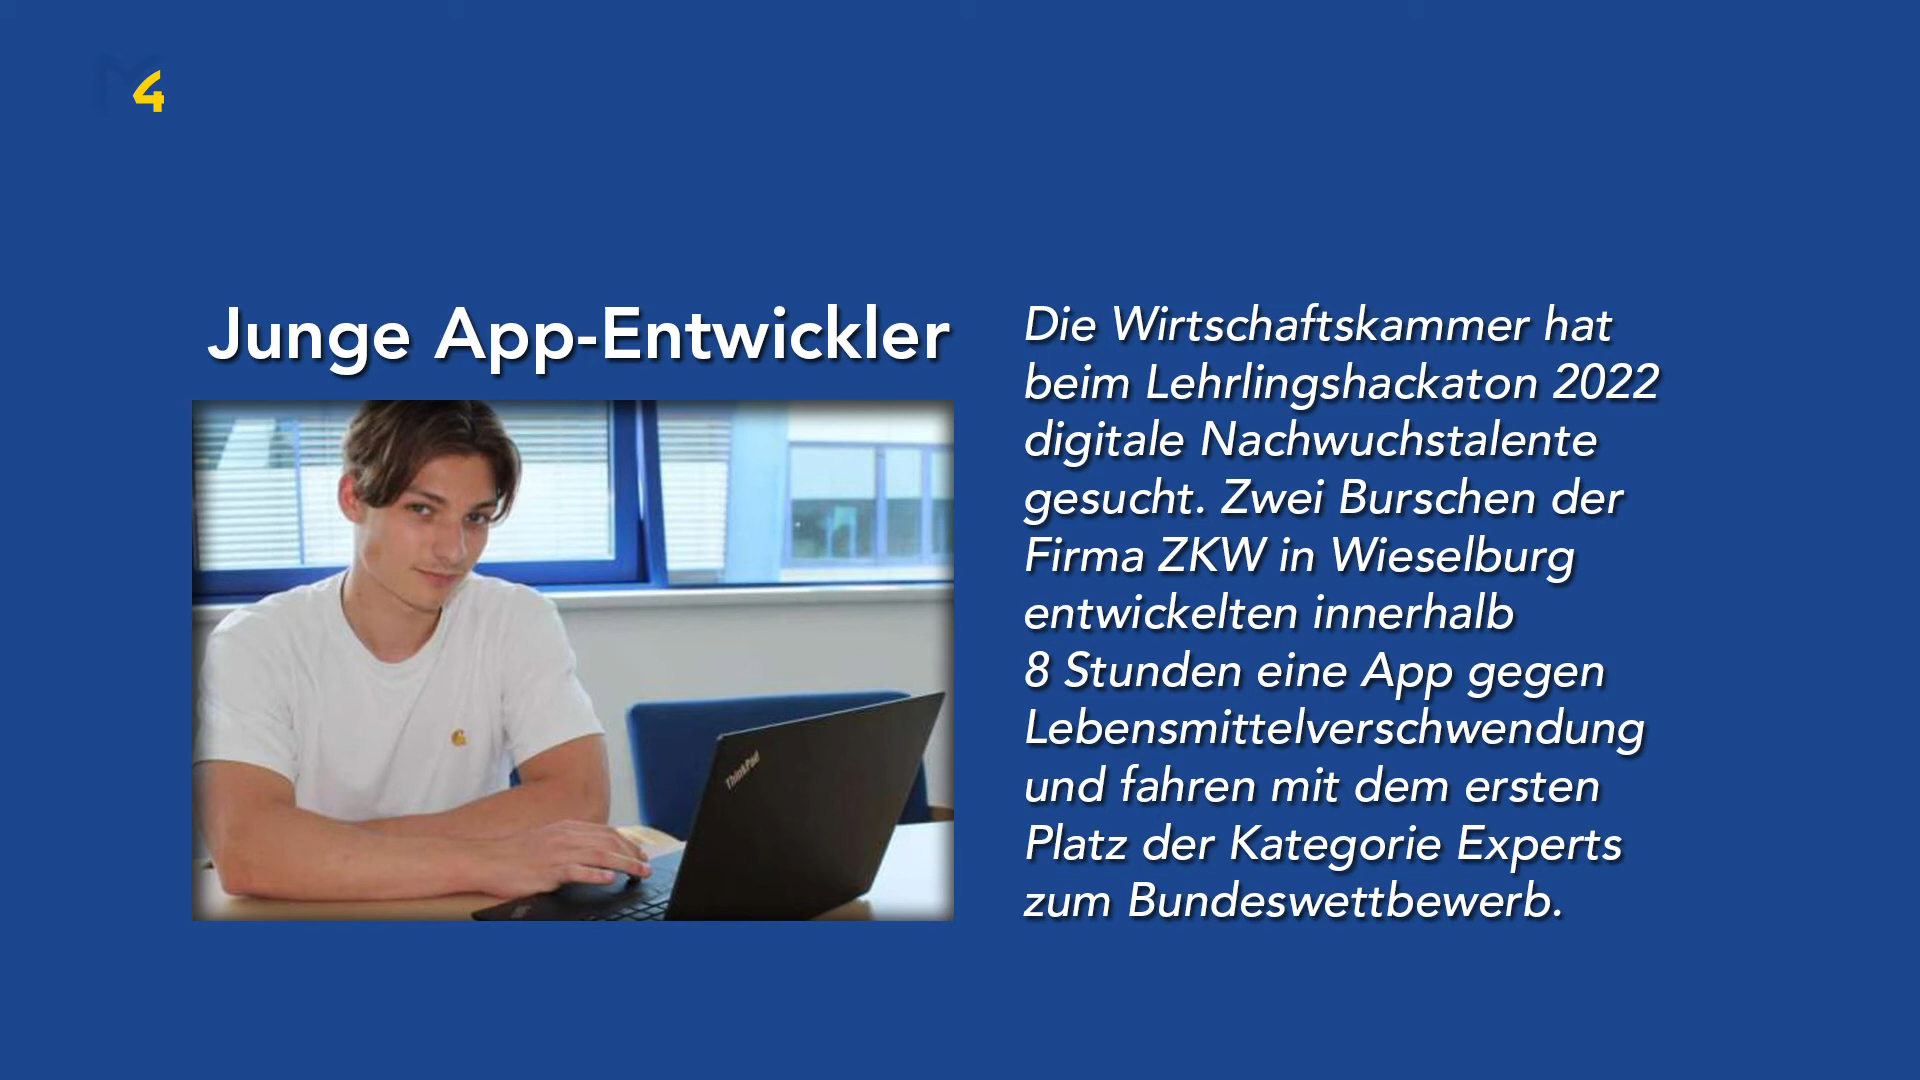 M4
Junge App-Entwickler
ThinkPad
Die Wirtschaftskammer hat
beim Lehrlingshackaton 2022
digitale Nachwuchstalente
gesucht. Zwei Burschen der
Firma ZKW in Wieselburg
entwickelten innerhalb
8 Stunden eine App gegen
Lebensmittelverschwendung
und fahren mit dem ersten
Platz der Kategorie Experts
zum Bundeswettbewerb.